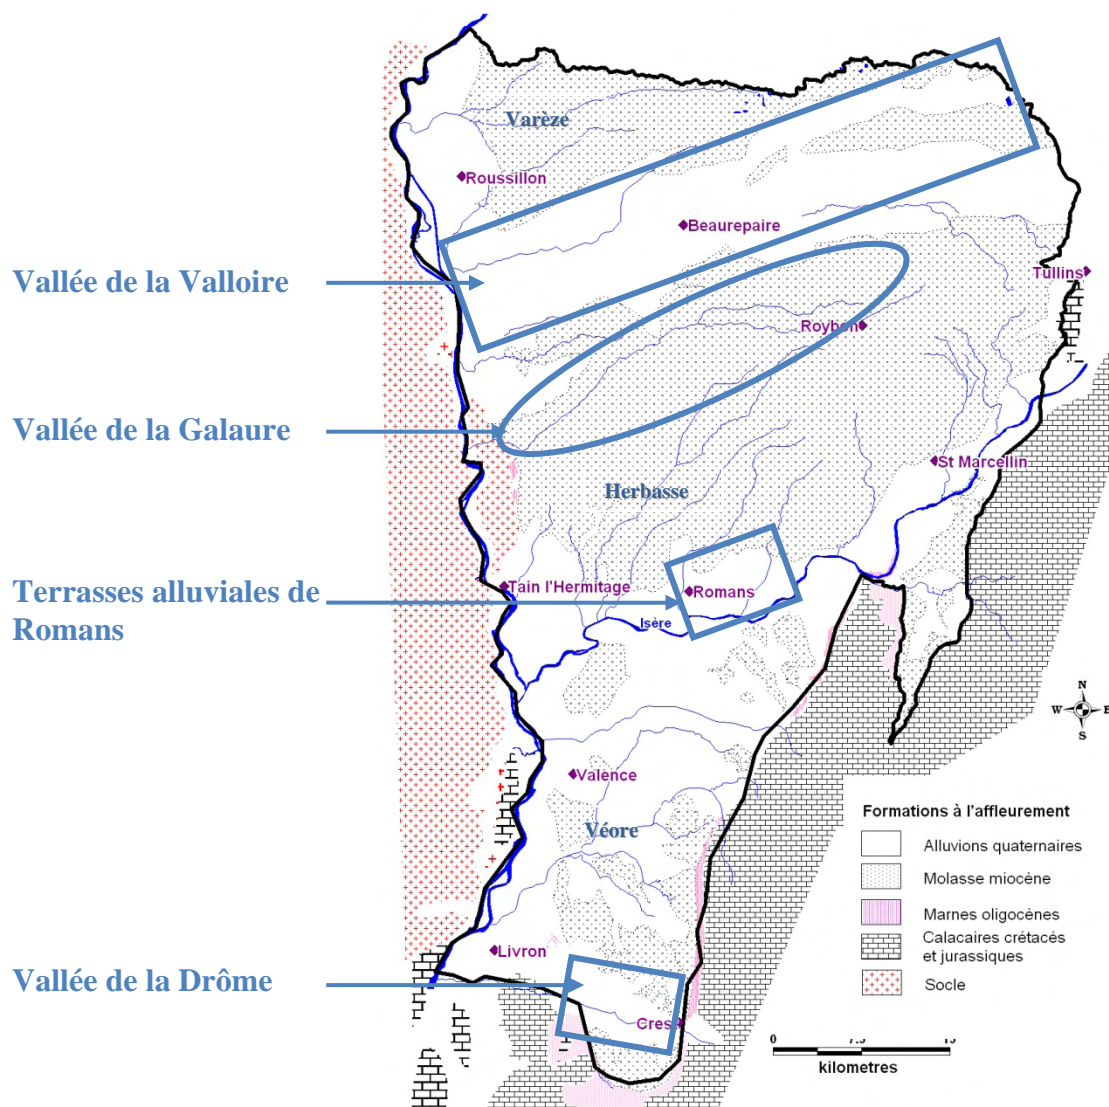 Varèze
Roussillon
Beaurepaire
Vallée de la Valloire
Tullins
Roybon
Vallée de la Galaure
St Marcellin
Herbasse
Terrasses alluviales de
Romans
Tain l'Hermitage
Romans
Isère
N
W E
S
Valence
Véore
Formations à l'affleurement
Alluvions quaternaires
Molasse miocène
Marnes oligocènes
Calacaires crétacés
et jurassiques
Socle
Livron
Vallée de la Drôme
Cres
0
kilometres